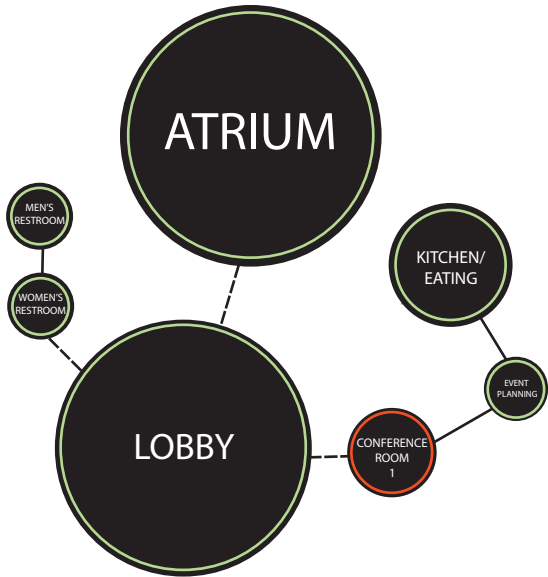 ATRIUM
MEN'S
RESTROOM
WOMEN'S
RESTROOM
KITCHEN/
EATING
EVENT
PLANNING
LOBBY
CONFERENCE
ROOM
1